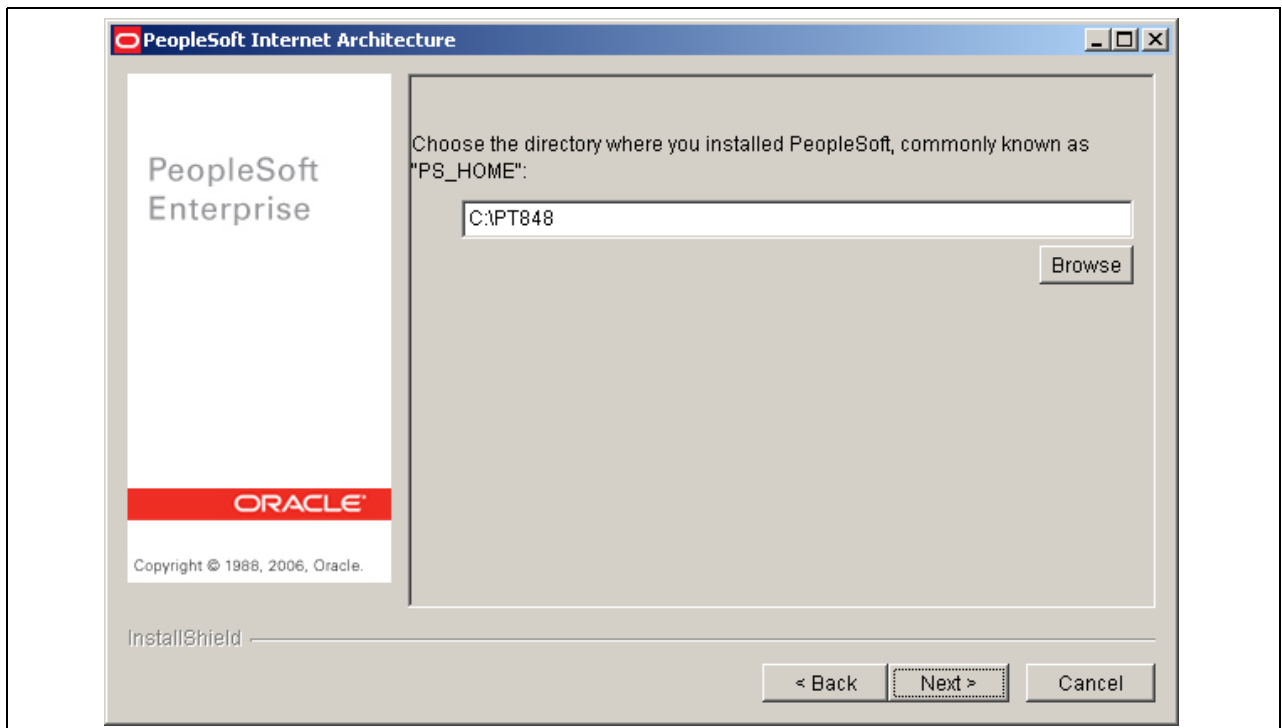 PeopleSoft Internet Architecture
PeopleSoft
Enterprise
ORACLE
Copyright © 1988, 2006, Oracle.
Choose the directory where you installed PeopleSoft, commonly known as
"PS_HOME":
C:\PT848
Browse
InstallShield
< Back
Next >
Cancel